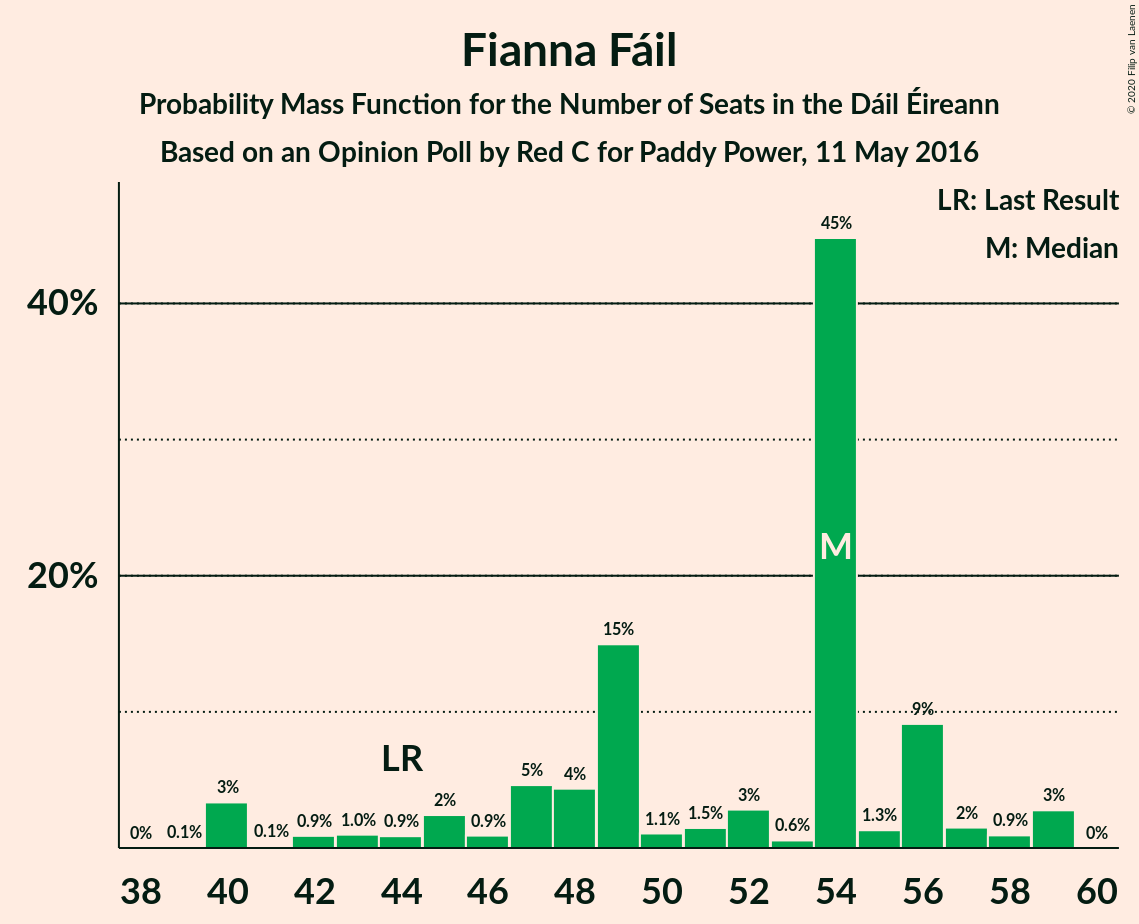 Fianna Fáil
Probability Mass Function for the Number of Seats in the Dáil Éireann
Based on an Opinion Poll by Red C for Paddy Power, 11 May 2016
© 2020 Filip van Laenen
LR: Last Result
M: Median
40%
20%
0%
0.1%
3%
0.1%
0.9%
1.0%
0.9%
LR
2%
0.9%
5%
4%
15%
1.1%
1.5%
3%
0.6%
45%
M
1.3%
9%
2%
0.9%
3%
0%
38 40 42 44 46 48 50 52 54 56 58 60